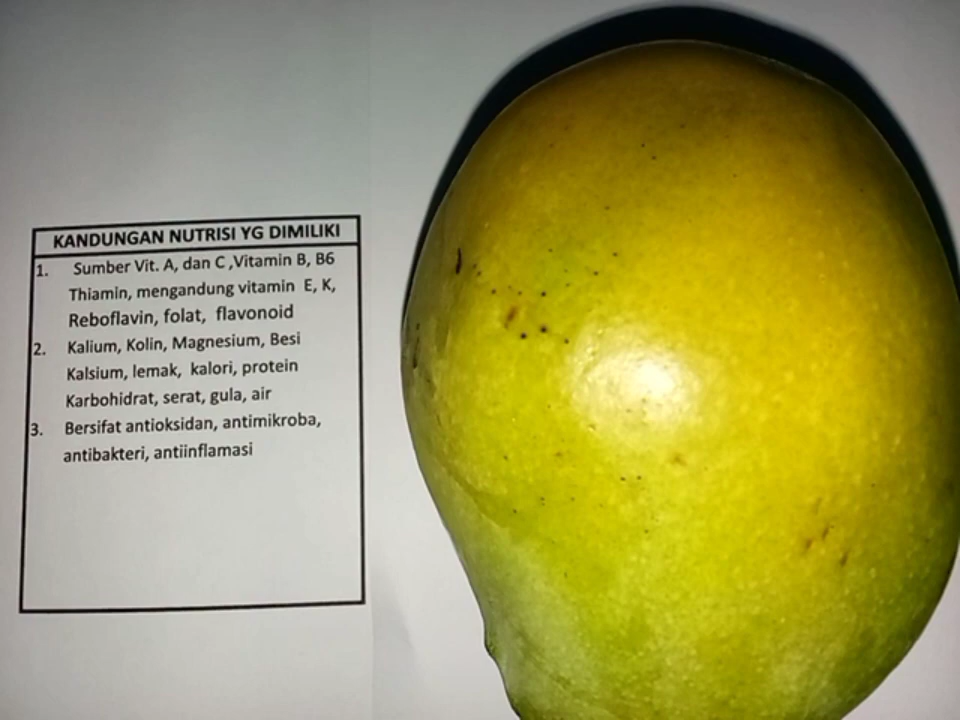 KANDUNGAN NUTRISI YG DIMILIKI
1. Sumber Vit. A, dan C ,Vitamin B, B6
Thiamin, mengandung vitamin E, K,
Reboflavin, folat, flavonoid
2. Kalium, Kolin, Magnesium, Besi
Kalsium, lemak, kalori, protein
Karbohidrat, serat, gula, air
3. Bersifat antioksidan, antimikroba,
antibakteri, antiinflamasi